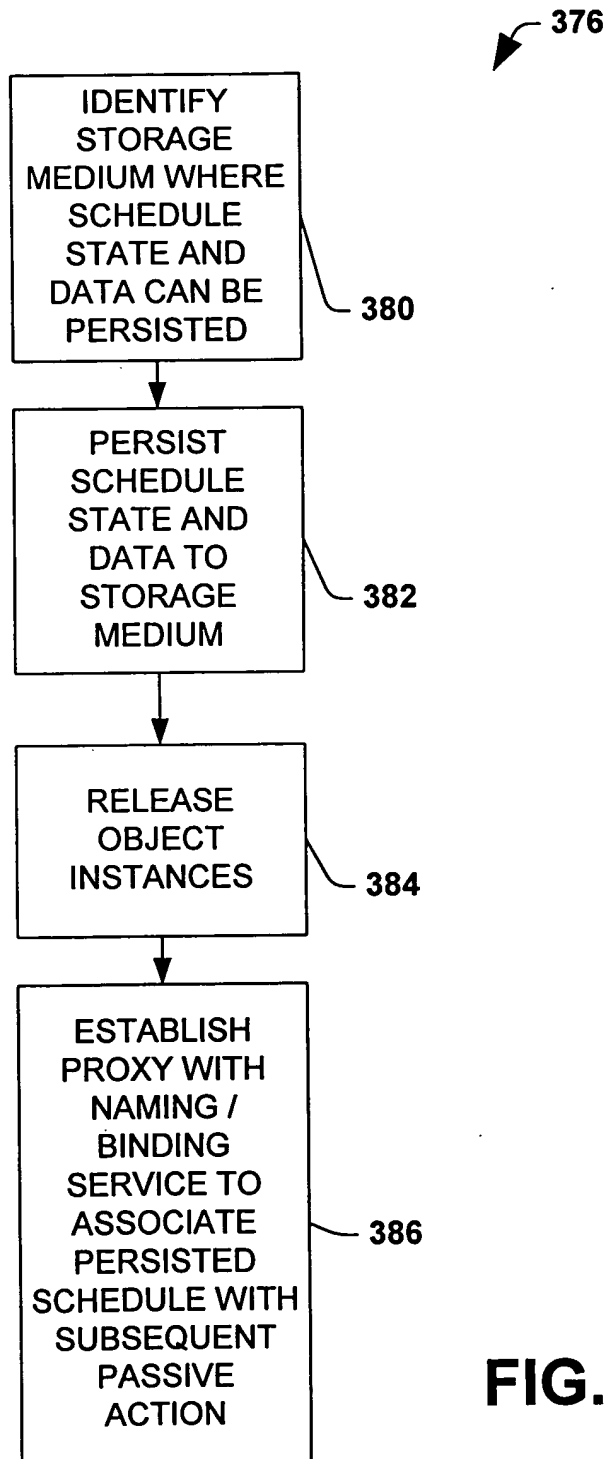 376
IDENTIFY
STORAGE
MEDIUM WHERE
SCHEDULE
STATE AND
DATA CAN BE
PERSISTED
380
PERSIST
SCHEDULE
STATE AND
DATA TO
STORAGE
MEDIUM
382
RELEASE
OBJECT
INSTANCES
384
ESTABLISH
PROXY WITH
NAMING /
BINDING
SERVICE TO
ASSOCIATE
PERSISTED
SCHEDULE WITH
SUBSEQUENT
PASSIVE
ACTION
386
FIG.